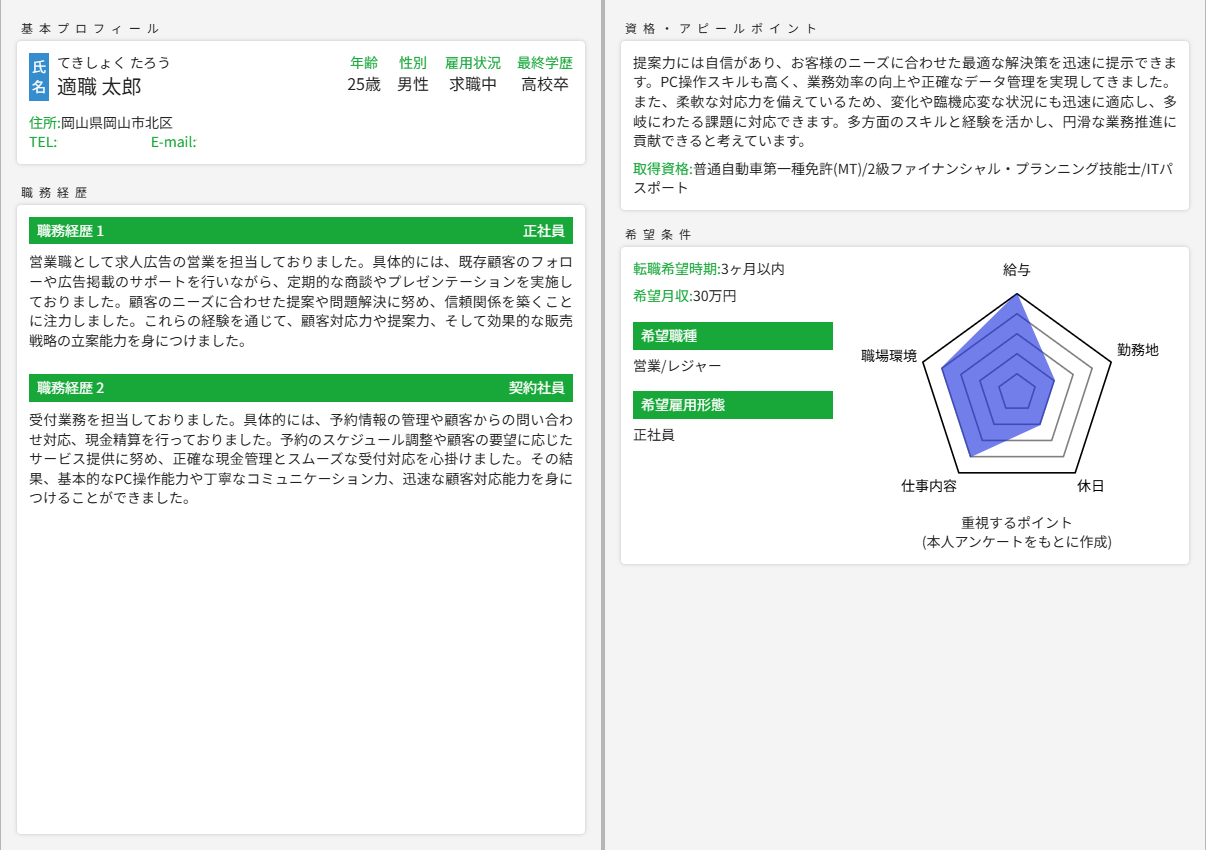 基本プロフィール
氏名
てきしょく たろう
適職 太郎
年齢 性別 雇用状況 最終学歴
25歳 男性 求職中 高校卒
住所:岡山県岡山市北区
TEL: E-mail:
職務経歴
職務経歴 1 正社員
営業職として求人広告の営業を担当しておりました。具体的には、既存顧客のフォロ
ーや広告掲載のサポートを行いながら、定期的な商談やプレゼンテーションを実施し
ておりました。顧客のニーズに合わせた提案や問題解決に努め、信頼関係を築くこと
に注力しました。これらの経験を通じて、顧客対応力や提案力、そして効果的な販売
戦略の立案能力を身につけました。
職務経歴 2 契約社員
受付業務を担当しておりました。具体的には、予約情報の管理や顧客からの問い合わ
せ対応、現金精算を行っておりました。予約のスケジュール調整や顧客の要望に応じた
サービス提供に努め、正確な現金管理とスムーズな受付対応を心掛けました。その結
果、基本的なPC操作能力や丁寧なコミュニケーション力、迅速な顧客対応能力を身に
つけることができました。
資格・アピールポイント
提案力には自信があり、お客様のニーズに合わせた最適な解決策を迅速に提示できま
す。PC操作スキルも高く、業務効率の向上や正確なデータ管理を実現してきました。
また、柔軟な対応力を備えているため、変化や臨機応変な状況にも迅速に適応し、多
岐にわたる課題に対応できます。多方面のスキルと経験を活かし、円滑な業務推進に
貢献できると考えています。
取得資格:普通自動車第一種免許(MT)/2級ファイナンシャル・プランニング技能士/ITパ
スポート
希望条件
転職希望時期:3ヶ月以内
希望月収:30万円
希望職種
営業/レジャー
希望雇用形態
正社員
給与
勤務地
職場環境
仕事内容
休日
重視するポイント
(本人アンケートをもとに作成)